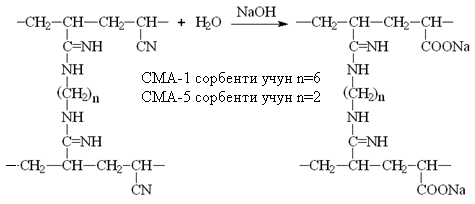 —CH₂—CH—CH₂—CH— + H₂O NaOH —CH₂—CH—CH₂—CH—
C=NH CN C=NH COONa
NH NH
(CH₂)n СМА-1 сорбенти учун n=6 (CH₂)n
СМА-5 сорбенти учун n=2
NH NH
C=NH C=NH
—CH₂—CH—CH₂—CH— —CH₂—CH—CH₂—CH—
CN COONa